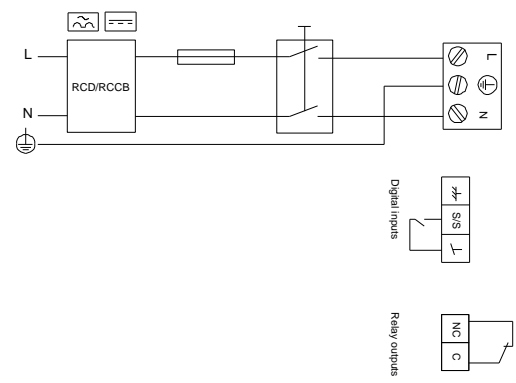 L
RCD/RCCB
N
L
N
Digital inputs
S/S
Relay outputs
NC
C